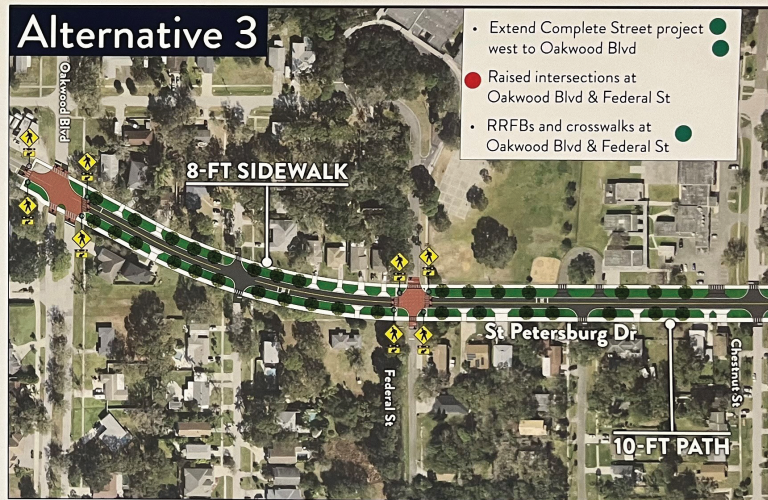 Alternative 3
• Extend Complete Street project
west to Oakwood Blvd
Raised intersections at
Oakwood Blvd & Federal St
• RRFBs and crosswalks at
Oakwood Blvd & Federal St
Oakwood Blvd
8-FT SIDEWALK
St Petersburg Dr
Federal St
Chestnut St
10-FT PATH